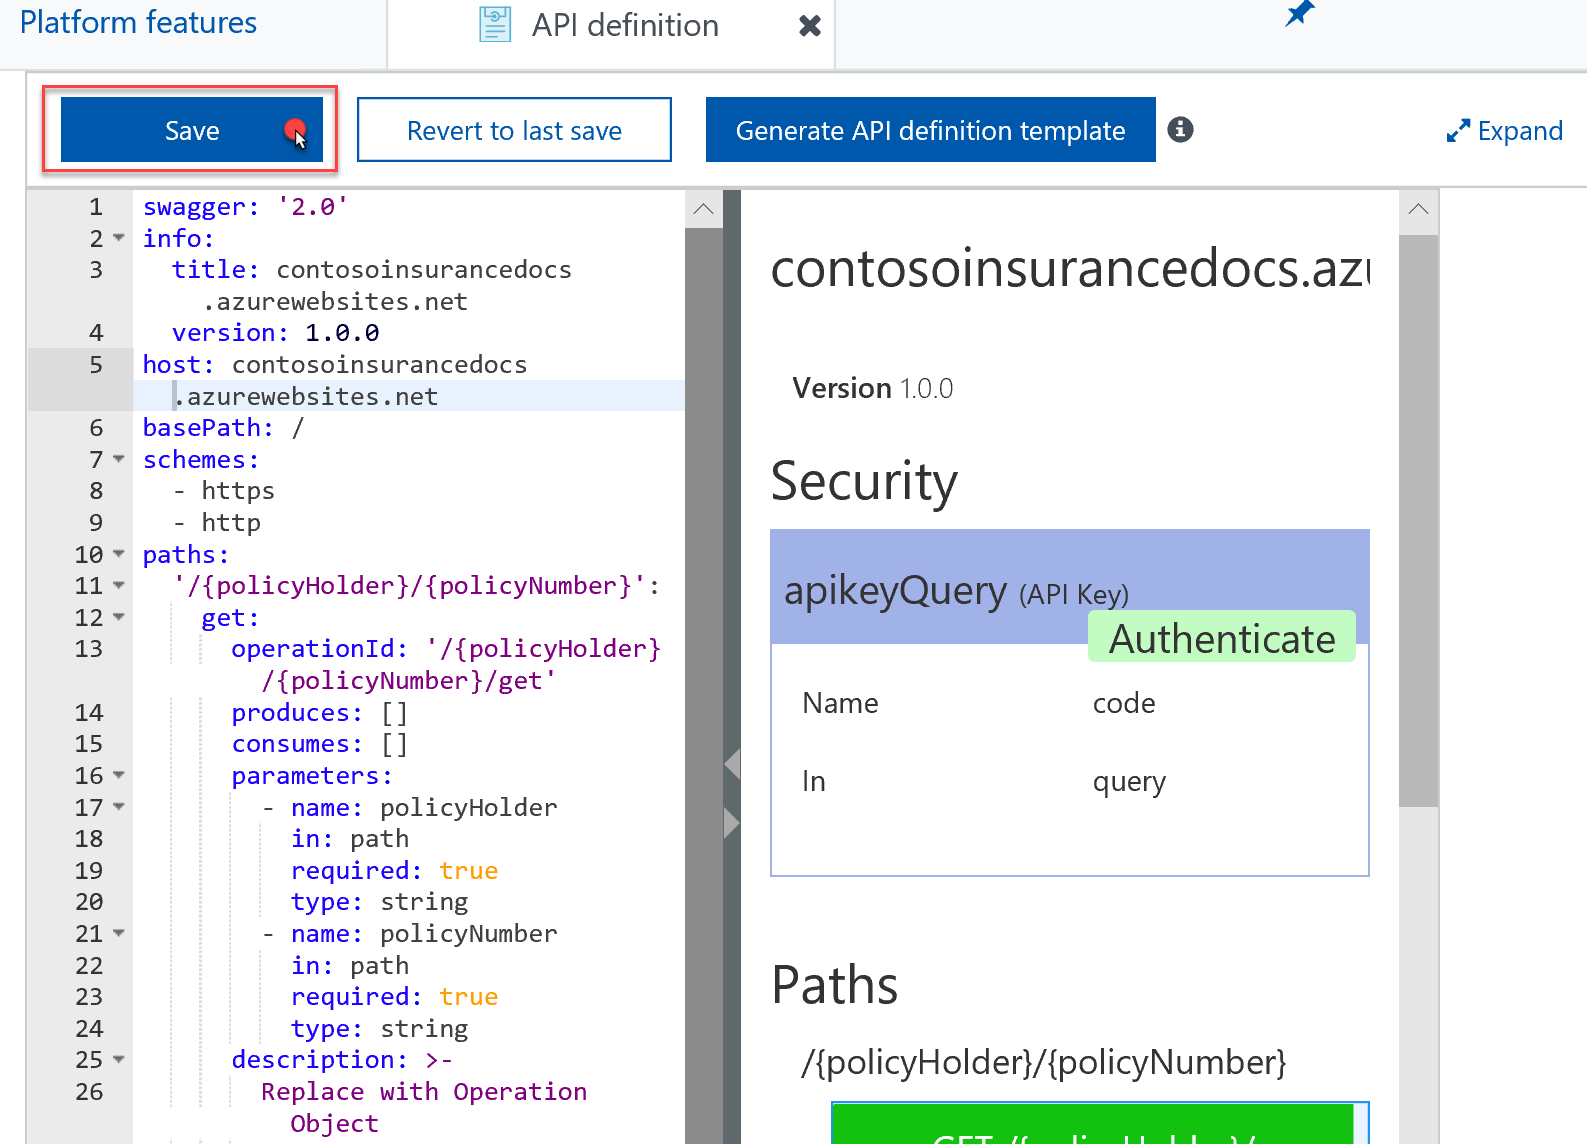 Platform features
API definition
Save
Revert to last save
Generate API definition template
Expand
1 swagger: '2.0'
2 info:
3 title: contosoinsurancedocs
.azurewebsites.net
4 version: 1.0.0
5 host: contosoinsurancedocs
.azurewebsites.net
6 basePath: /
7 schemes:
8 - https
9 - http
10 paths:
11 '/{policyHolder}/{policyNumber}':
12 get:
13 operationId: '/{policyHolder}
/{policyNumber}/get'
14 produces: []
15 consumes: []
16 parameters:
17 - name: policyHolder
18 in: path
19 required: true
20 type: string
21 - name: policyNumber
22 in: path
23 required: true
24 type: string
25 description: >-
26 Replace with Operation
Object
contosoinsurancedocs.az
Version 1.0.0
Security
apikeyQuery (API Key)
Authenticate
Name code
In query
Paths
/{policyHolder}/{policyNumber}